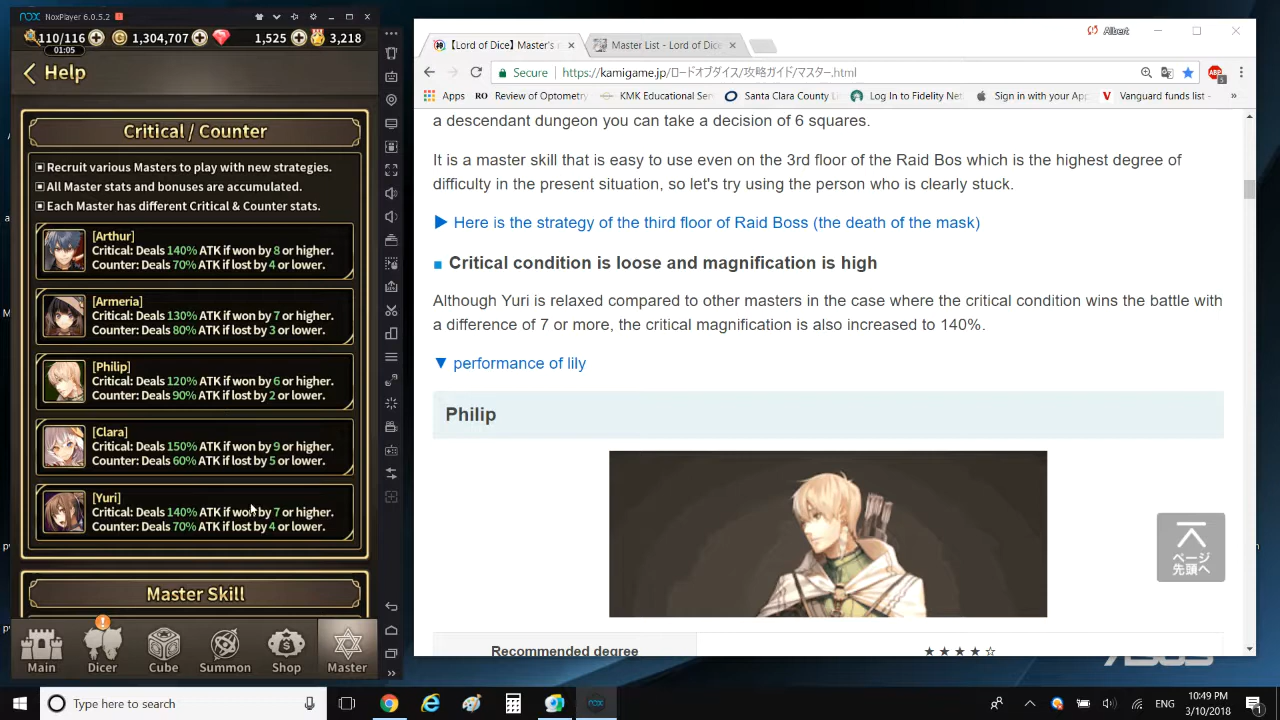 NoxPlayer 6.0.5.2
110/116
1,304,707
1,525
3,218
01:05
Help
Critical / Counter
Recruit various Masters to play with new strategies.
All Master stats and bonuses are accumulated.
Each Master has different Critical & Counter stats.
[Arthur]
Critical: Deals 140% ATK if won by 8 or higher.
Counter: Deals 70% ATK if lost by 4 or lower.
[Armeria]
Critical: Deals 130% ATK if won by 7 or higher.
Counter: Deals 80% ATK if lost by 3 or lower.
[Philip]
Critical: Deals 120% ATK if won by 6 or higher.
Counter: Deals 90% ATK if lost by 2 or lower.
[Clara]
Critical: Deals 150% ATK if won by 9 or higher.
Counter: Deals 60% ATK if lost by 5 or lower.
[Yuri]
Critical: Deals 140% ATK if won by 7 or higher.
Counter: Deals 70% ATK if lost by 4 or lower.
Master Skill
Main
Dicer
Cube
Summon
Shop
Master
Albert
【Lord of Dice】Master's r
Master List - Lord of Dice
Secure
https://kamigame.jp/ロードオブダイス/攻略ガイド/マスター.html
Apps
Review of Optometry
KMK Educational Serv
Santa Clara County L
Log In to Fidelity Net
Sign in with your App
Vanguard funds list -
a descendant dungeon you can take a decision of 6 squares.
It is a master skill that is easy to use even on the 3rd floor of the Raid Bos which is the highest degree of
difficulty in the present situation, so let's try using the person who is clearly stuck.
Here is the strategy of the third floor of Raid Boss (the death of the mask)
Critical condition is loose and magnification is high
Although Yuri is relaxed compared to other masters in the case where the critical condition wins the battle with
a difference of 7 or more, the critical magnification is also increased to 140%.
▼ performance of lily
Philip
ページ
先頭へ
Recommended degree
★ ★ ★ ★ ☆
Type here to search
ENG
10:49 PM
3/10/2018